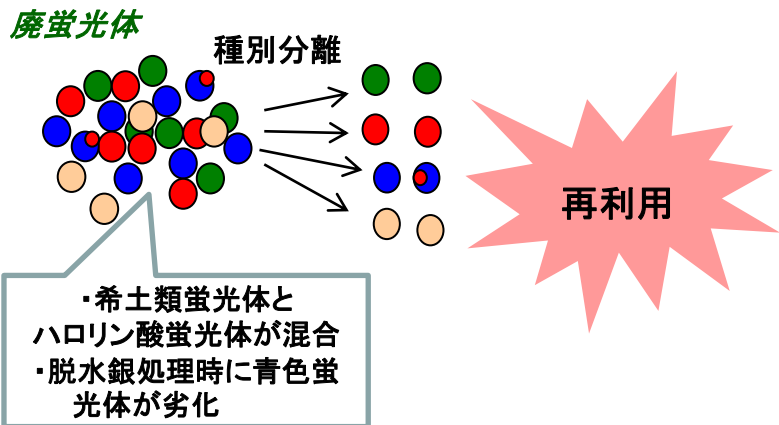 廃蛍光体
種別分離
再利用
・希土類蛍光体と
ハロリン酸蛍光体が混合
・脱水銀処理時に青色蛍
光体が劣化